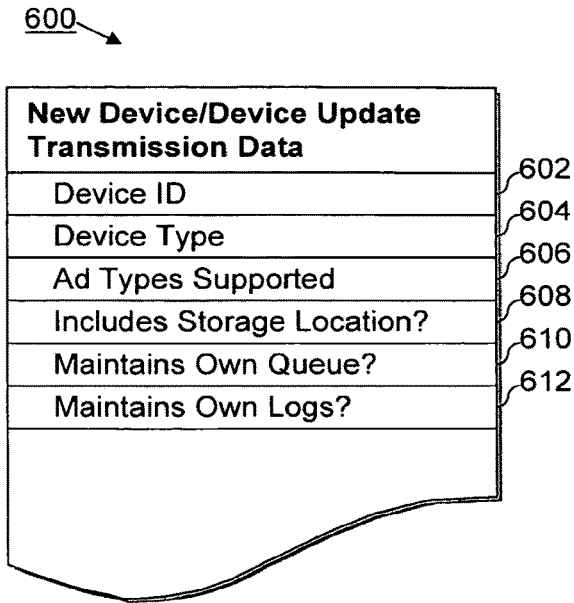 600
New Device/Device Update
Transmission Data
602
Device ID
604
Device Type
606
Ad Types Supported
608
Includes Storage Location?
610
Maintains Own Queue?
612
Maintains Own Logs?